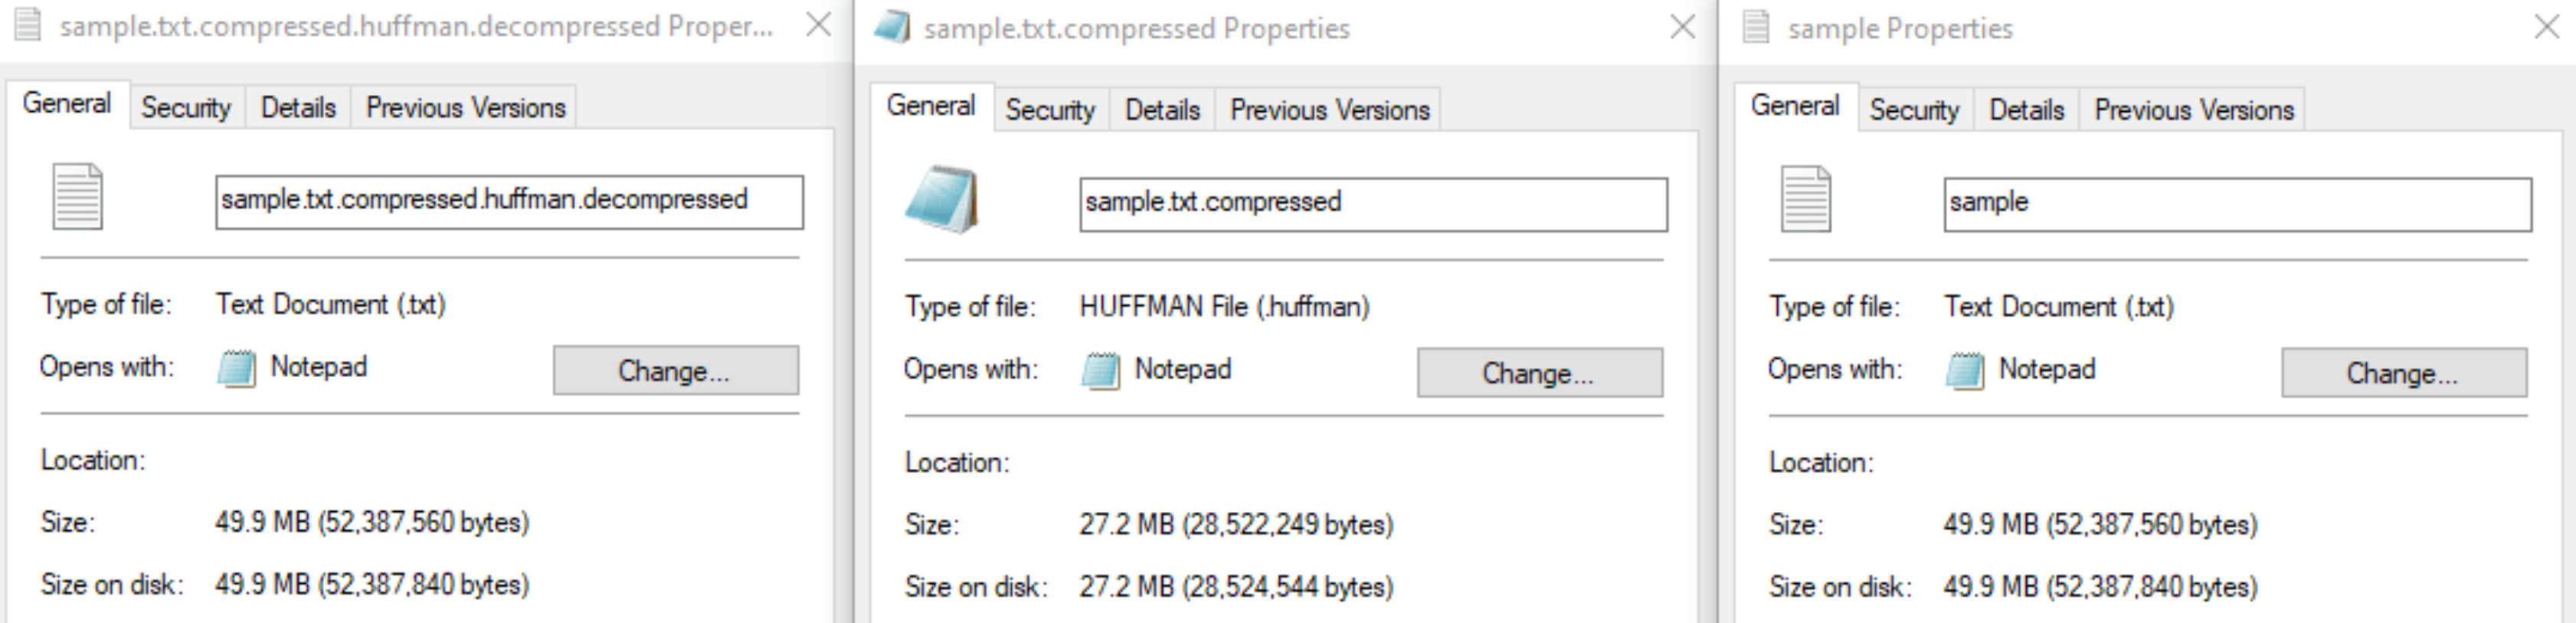 sample.txt.compressed.huffman.decompressed Proper...
General Security Details Previous Versions
sample.txt.compressed.huffman.decompressed
Type of file: Text Document (.txt)
Opens with: Notepad Change...
Location:
Size: 49.9 MB (52,387,560 bytes)
Size on disk: 49.9 MB (52,387,840 bytes)
sample.txt.compressed Properties
General Security Details Previous Versions
sample.txt.compressed
Type of file: HUFFMAN File (.huffman)
Opens with: Notepad Change...
Location:
Size: 27.2 MB (28,522,249 bytes)
Size on disk: 27.2 MB (28,524,544 bytes)
sample Properties
General Security Details Previous Versions
sample
Type of file: Text Document (.txt)
Opens with: Notepad Change...
Location:
Size: 49.9 MB (52,387,560 bytes)
Size on disk: 49.9 MB (52,387,840 bytes)